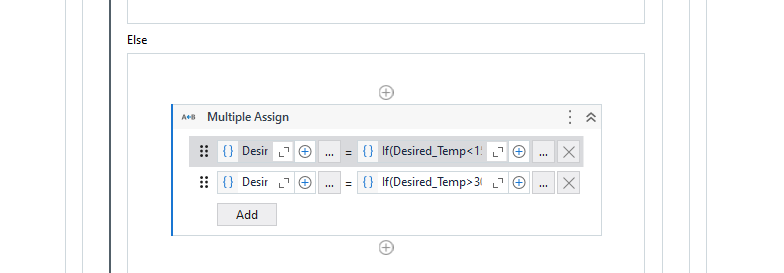 Else
A+B Multiple Assign
{ } Desir ... = { } If(Desired_Temp<1 ...
{ } Desir ... = { } If(Desired_Temp>3 ...
Add